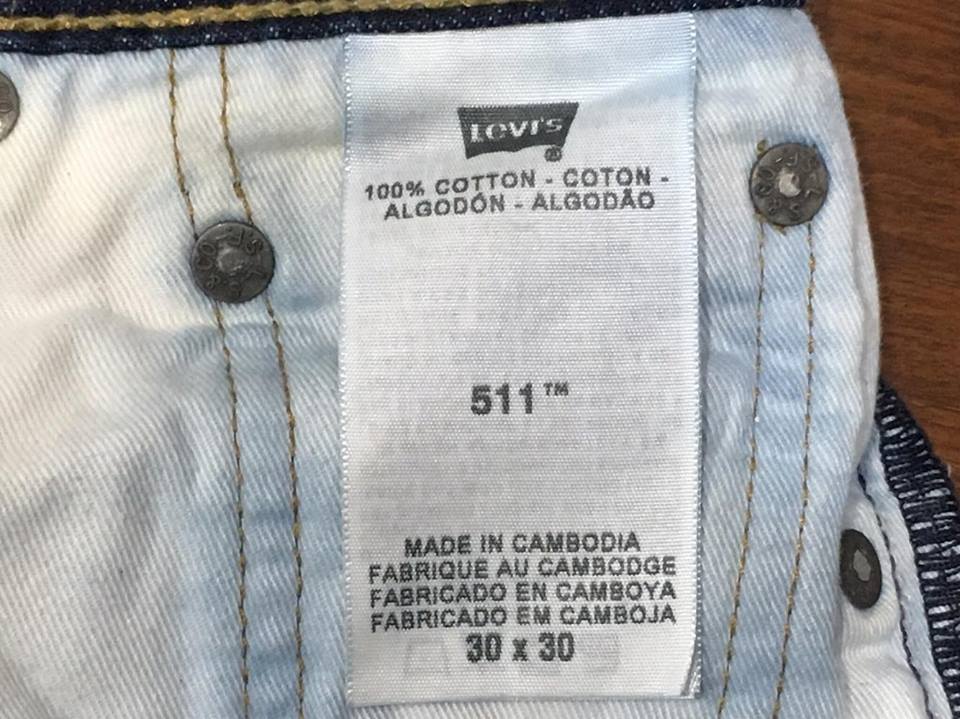 Levi's®
100% COTTON - COTON -
ALGODÓN - ALGODÃO
511™
MADE IN CAMBODIA
FABRIQUE AU CAMBODGE
FABRICADO EN CAMBOYA
FABRICADO EM CAMBOJA
30 x 30